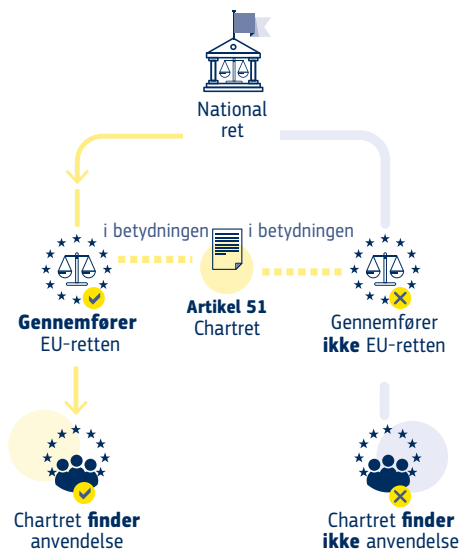 National
ret
i betydningen
i betydningen
Artikel 51
Chartret
Gennemfører
EU-retten
Gennemfører
ikke EU-retten
Chartret finder
anvendelse
Chartret finder
ikke anvendelse